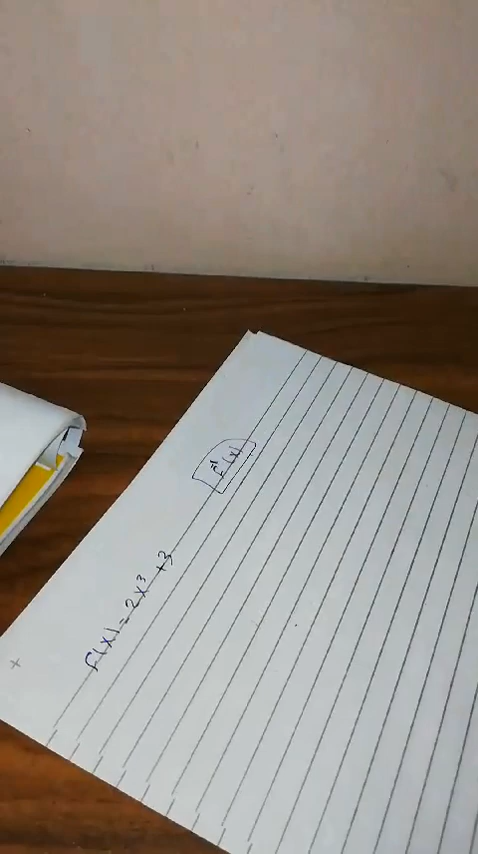 F(x) = 2x³ + 3
F⁻¹(x)